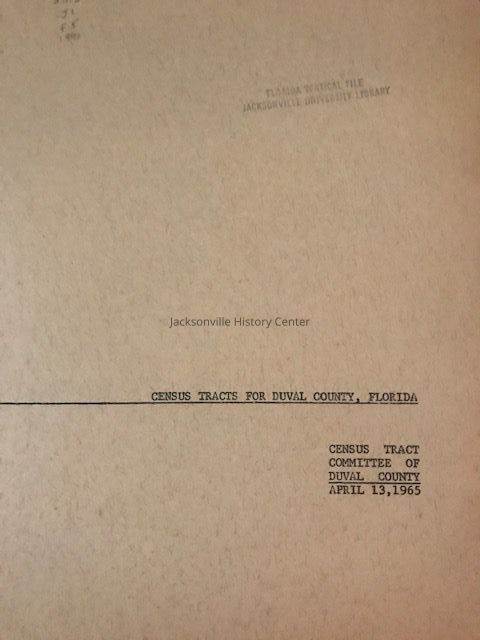 FLORIDA VERTICAL FILE
JACKSONVILLE UNIVERSITY LIBRARY
Jacksonville History Center
CENSUS TRACTS FOR DUVAL COUNTY, FLORIDA
CENSUS TRACT
COMMITTEE OF
DUVAL COUNTY
APRIL 13,1965